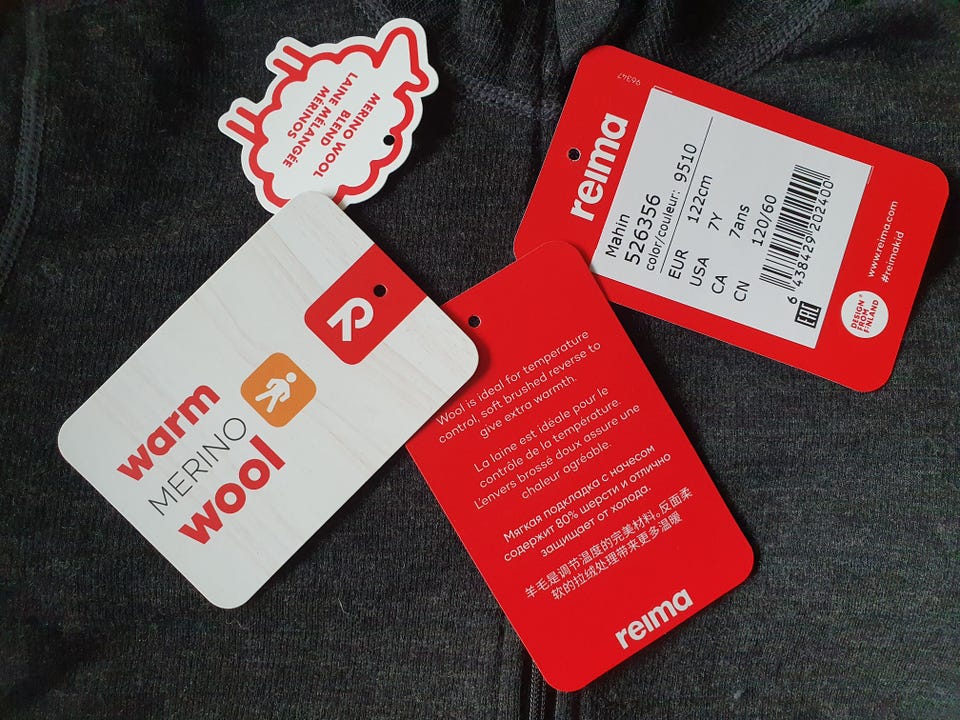 MERINO WOOL
BLEND
LAINE MÉLANGÉE
MERINOS
warm
MERINO
wool
96347
reima
Mahin
526356
color/couleur: 9510
EUR 122cm
USA 7Y
CA 7ans
CN 120/60
6 438429 202400
EAC
DESIGN
FROM
FINLAND
www.reima.com
#reimakid
Wool is ideal for temperature
control, soft brushed reverse to
give extra warmth.
La laine est idéale pour le
contrôle de la température.
L'envers brossé doux assure une
chaleur agréable.
Мягкая подкладка с начесом
содержит 80% шерсти и отлично
защищает от холода.
羊毛是调节温度的完美材料。反面柔
软的拉绒处理带来更多温暖
reima